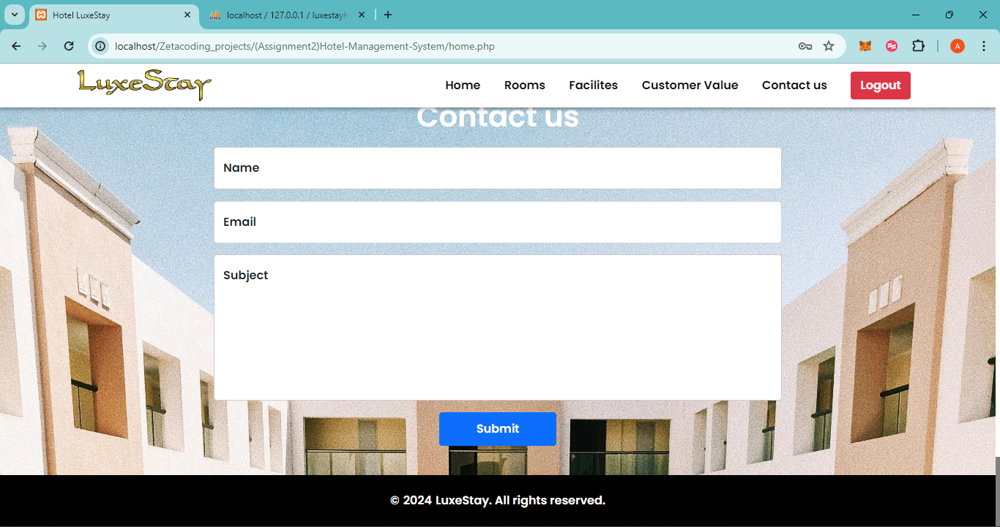 Hotel LuxeStay
localhost / 127.0.0.1 / luxestayh
localhost/Zetacoding_projects/(Assignment2)Hotel-Management-System/home.php
A
LuxeStay
Home
Rooms
Facilites
Customer Value
Contact us
Logout
Contact us
Name
Email
Subject
Submit
© 2024 LuxeStay. All rights reserved.